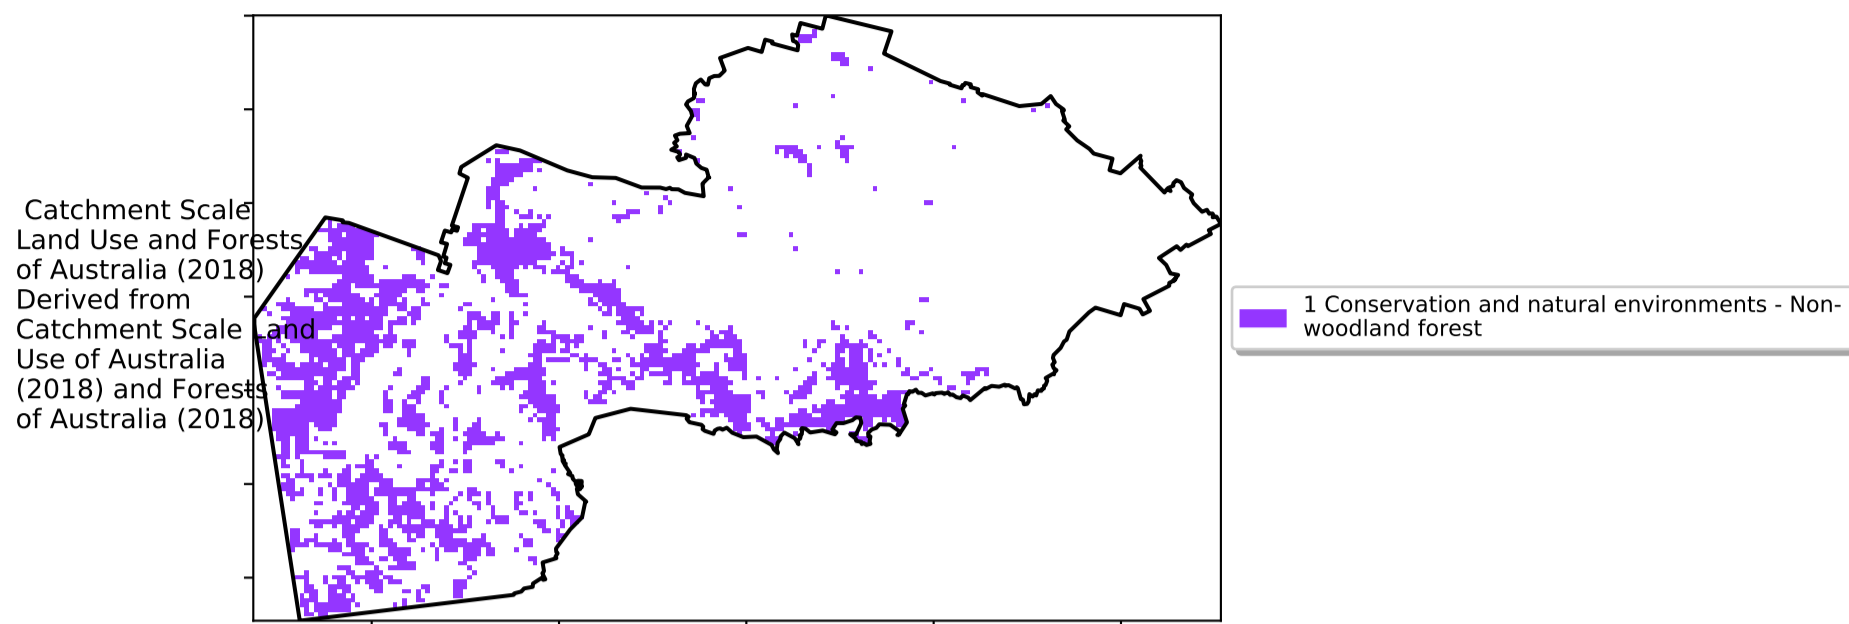 Catchment Scale
Land Use and Forests
of Australia (2018)
Derived from
Catchment Scale Land
Use of Australia
(2018) and Forests
of Australia (2018)
1 Conservation and natural environments - Non-
woodland forest